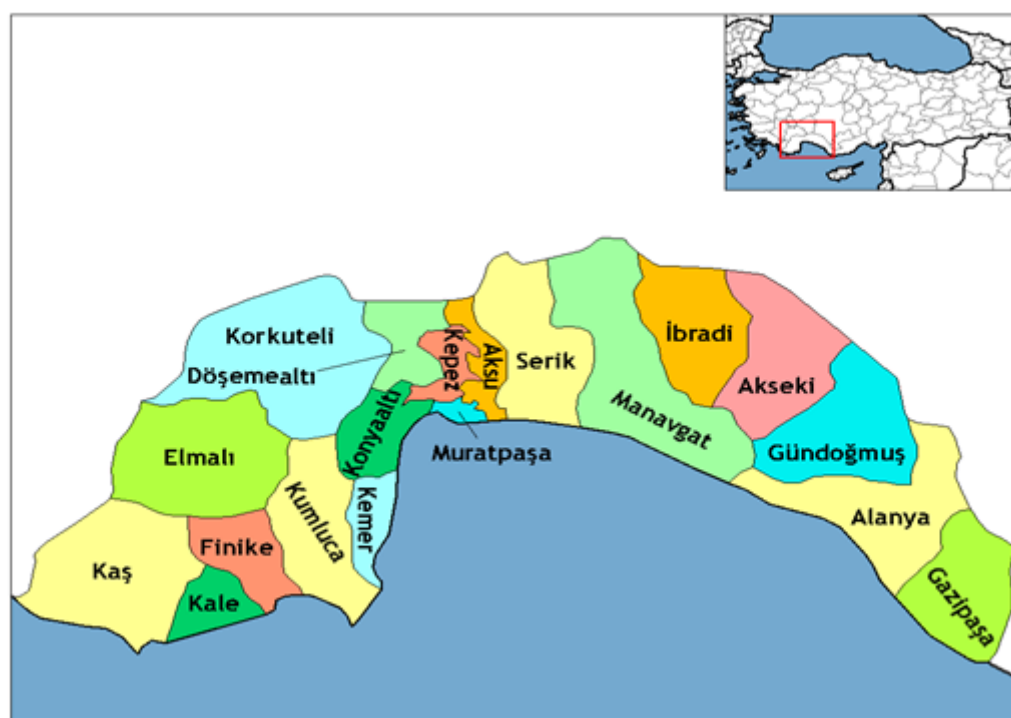 Korkuteli
Döşemealtı
Kepez
Aksu
Serik
İbradi
Akseki
Elmalı
Konyaaltı
Muratpaşa
Manavgat
Gündoğmuş
Kumluca
Kemer
Alanya
Kaş
Finike
Kale
Gazipaşa